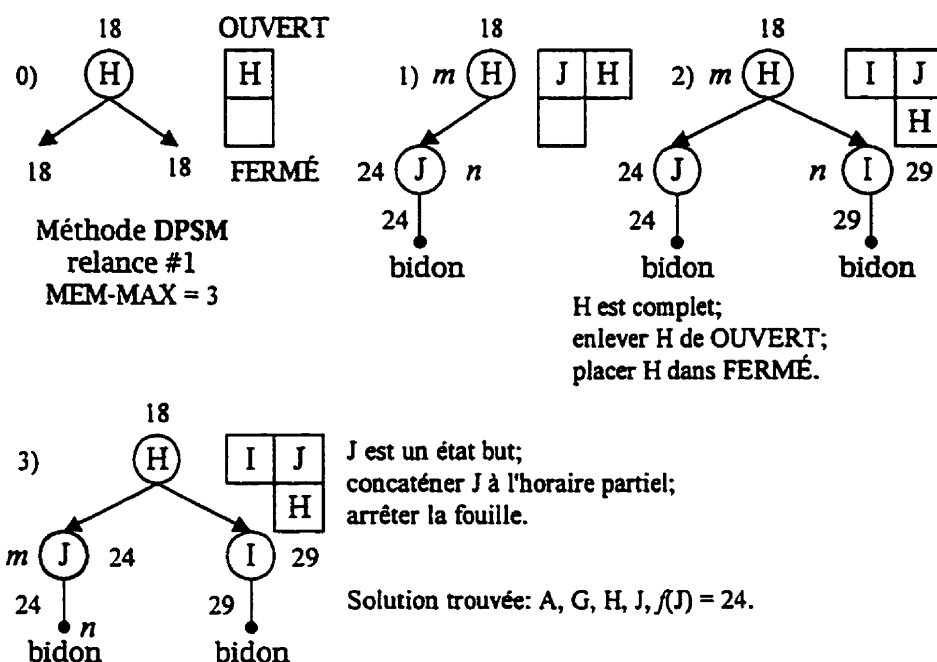 18 OUVERT
0) H H
18 18 FERMÉ
Méthode DPSM
relance #1
MEM-MAX = 3
18
1) m H J H
24 J n
24
bidon
18
2) m H I J
H
24 J n I 29
24 29
bidon bidon
H est complet;
enlever H de OUVERT;
placer H dans FERMÉ.
18
3) H I J
H
m J 24 I 29
24 n 29
bidon bidon
J est un état but;
concaténer J à l'horaire partiel;
arrêter la fouille.
Solution trouvée: A, G, H, J, f(J) = 24.